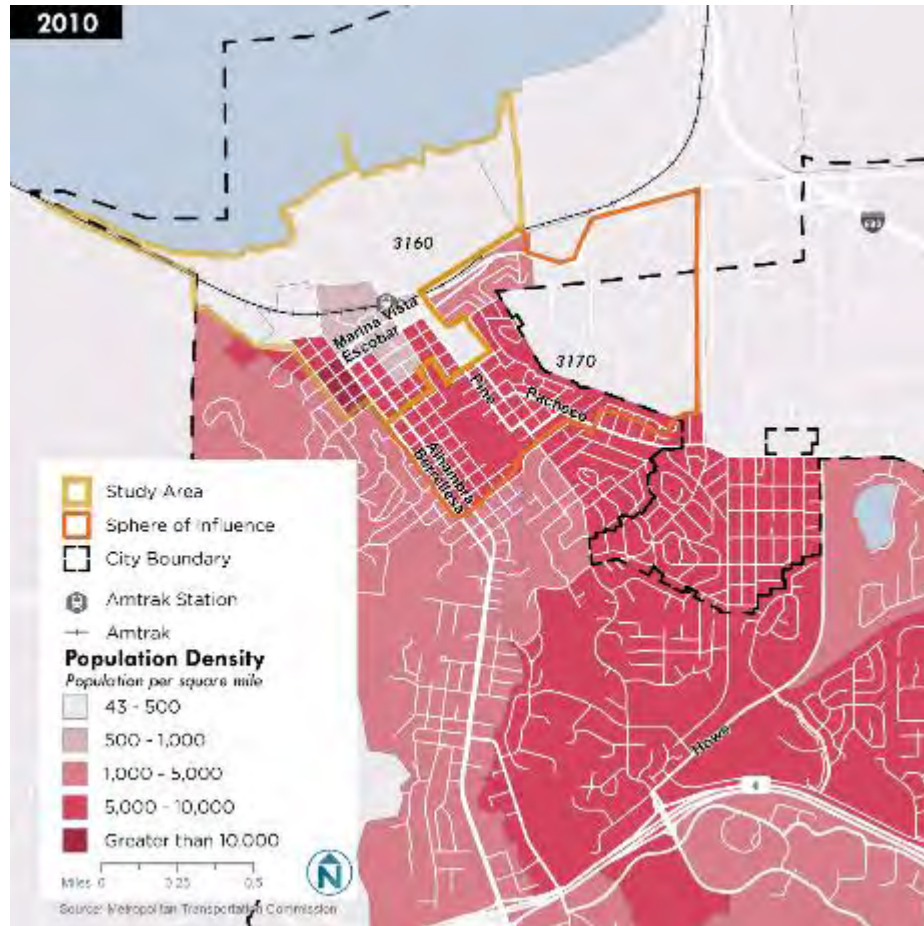 2010
3160
Marina Vista
Escobar
3170
Pine
Pacheco
Alhambra
Berrellesa
680
Study Area
Sphere of Influence
City Boundary
Amtrak Station
Amtrak
Population Density
Population per square mile
43 - 500
500 - 1,000
1,000 - 5,000
5,000 - 10,000
Greater than 10,000
Howe
4
Miles 0 0.25 0.5
N
Source: Metropolitan Transportation Commission